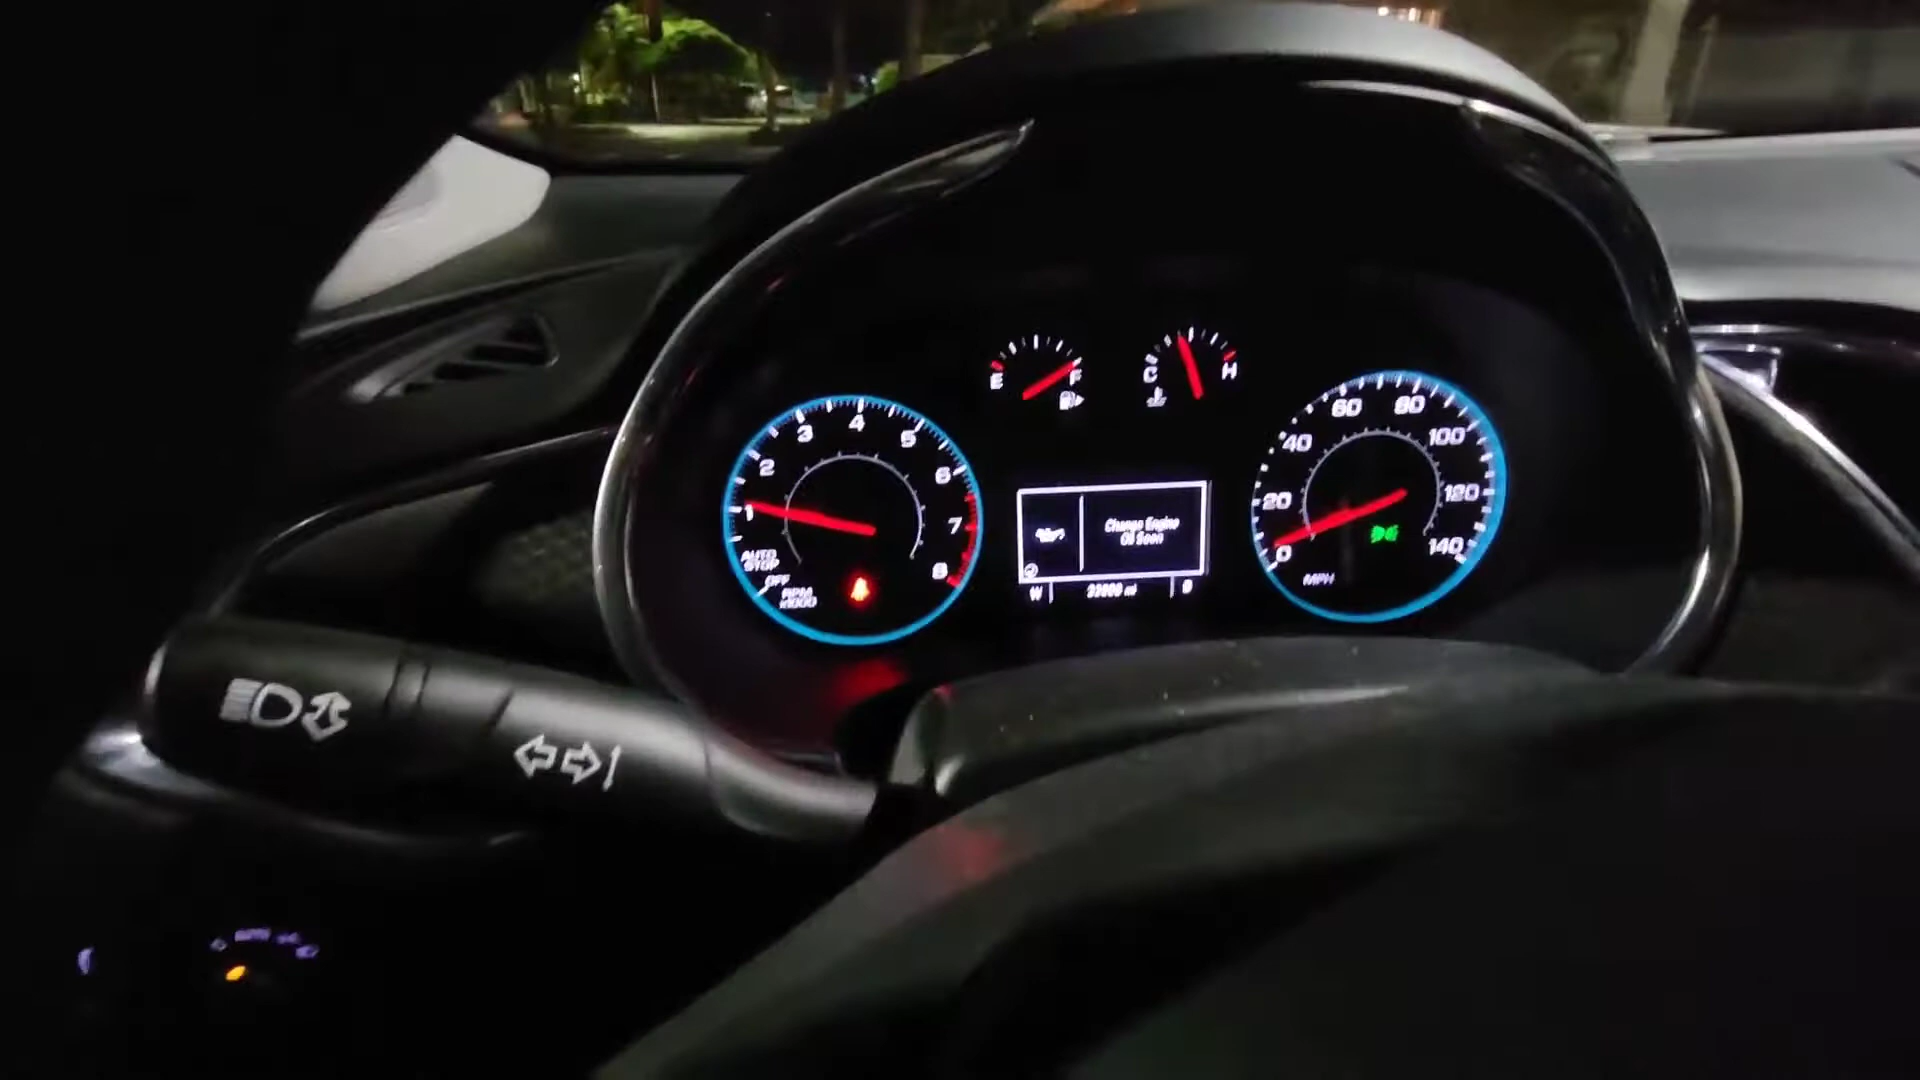 E F
C H
1 2 3 4 5 6 7 8
AUTO
STOP
OFF
RPM
x1000
Change Engine
Oil Soon
W
mi
0 20 40 60 80 100 120 140
MPH